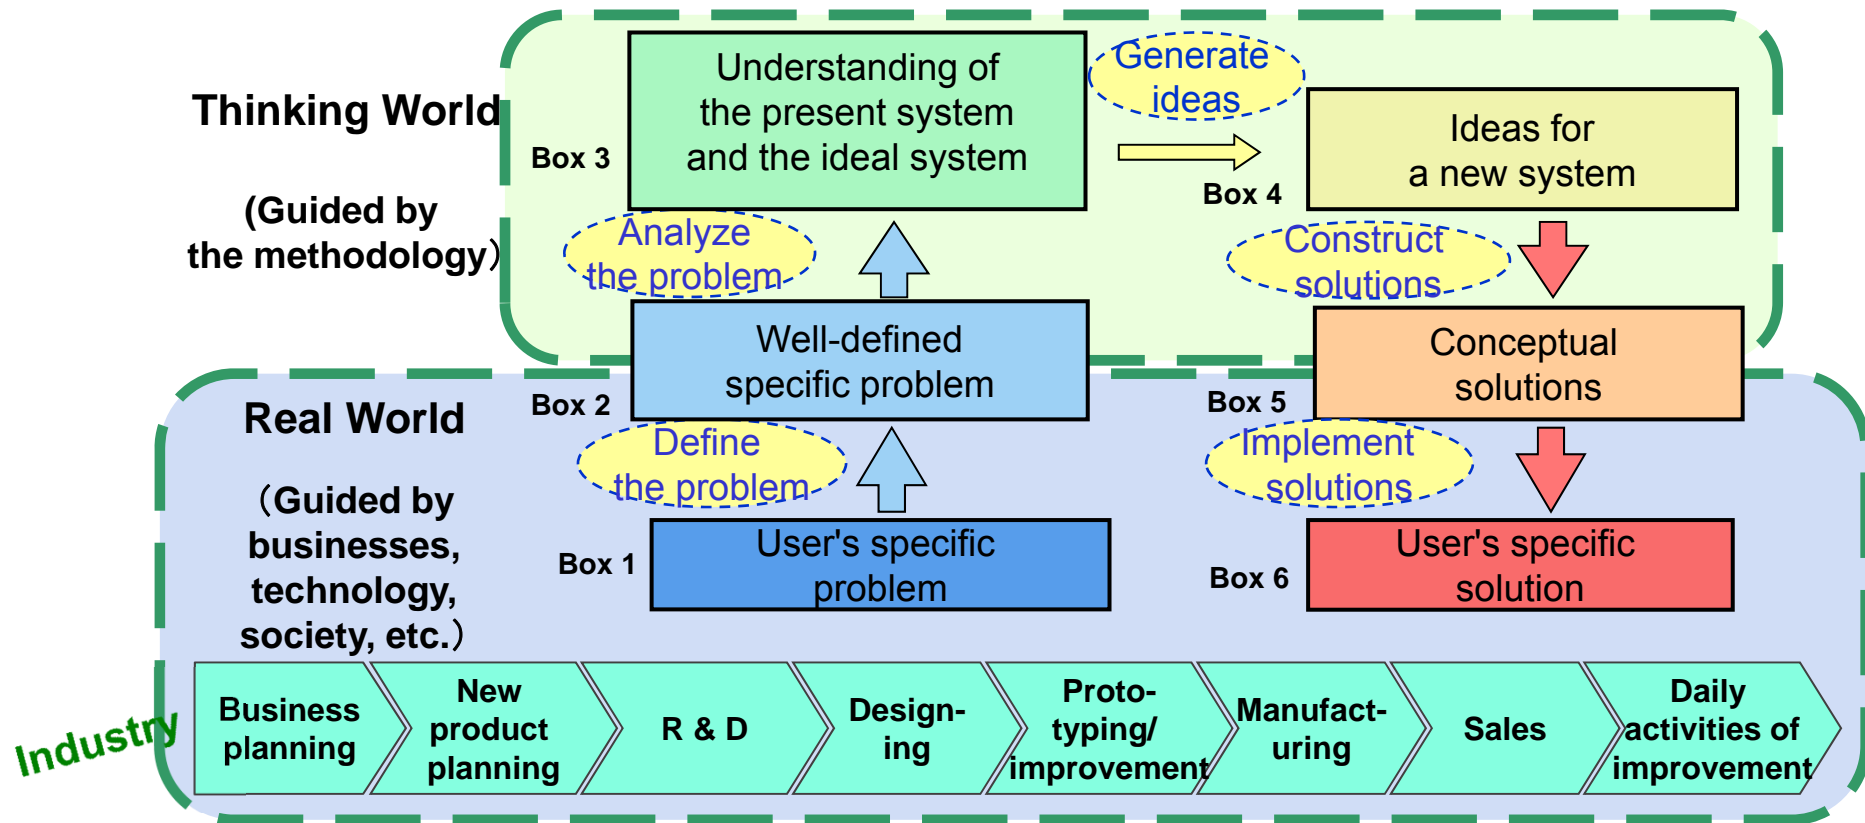 Thinking World
(Guided by
the methodology）
Box 3
Understanding of
the present system
and the ideal system
Generate
ideas
Box 4
Ideas for
a new system
Analyze
the problem
Construct
solutions
Well-defined
specific problem
Conceptual
solutions
Real World
（Guided by
businesses,
technology,
society, etc.）
Box 2
Box 5
Define
the problem
Implement
solutions
Box 1
User's specific
problem
Box 6
User's specific
solution
Industry
Business
planning
New
product
planning
R & D
Design-
ing
Proto-
typing/
improvement
Manufact-
uring
Sales
Daily
activities of
improvement